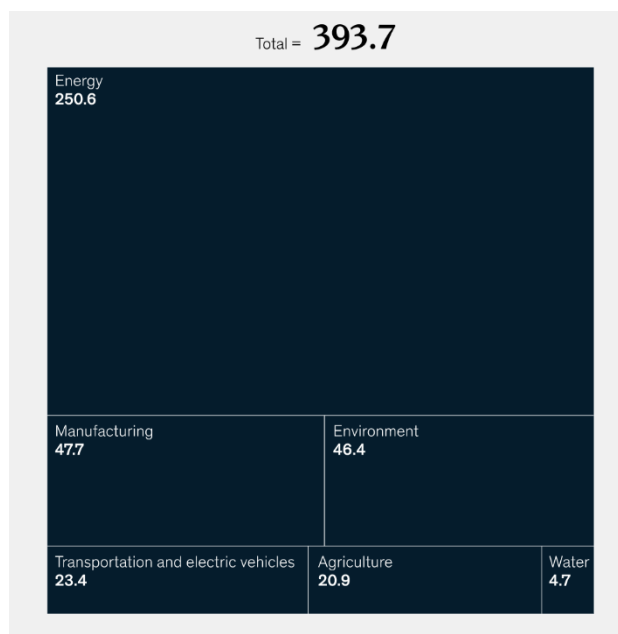 Total = 393.7
Energy
250.6
Manufacturing
47.7
Environment
46.4
Transportation and electric vehicles
23.4
Agriculture
20.9
Water
4.7